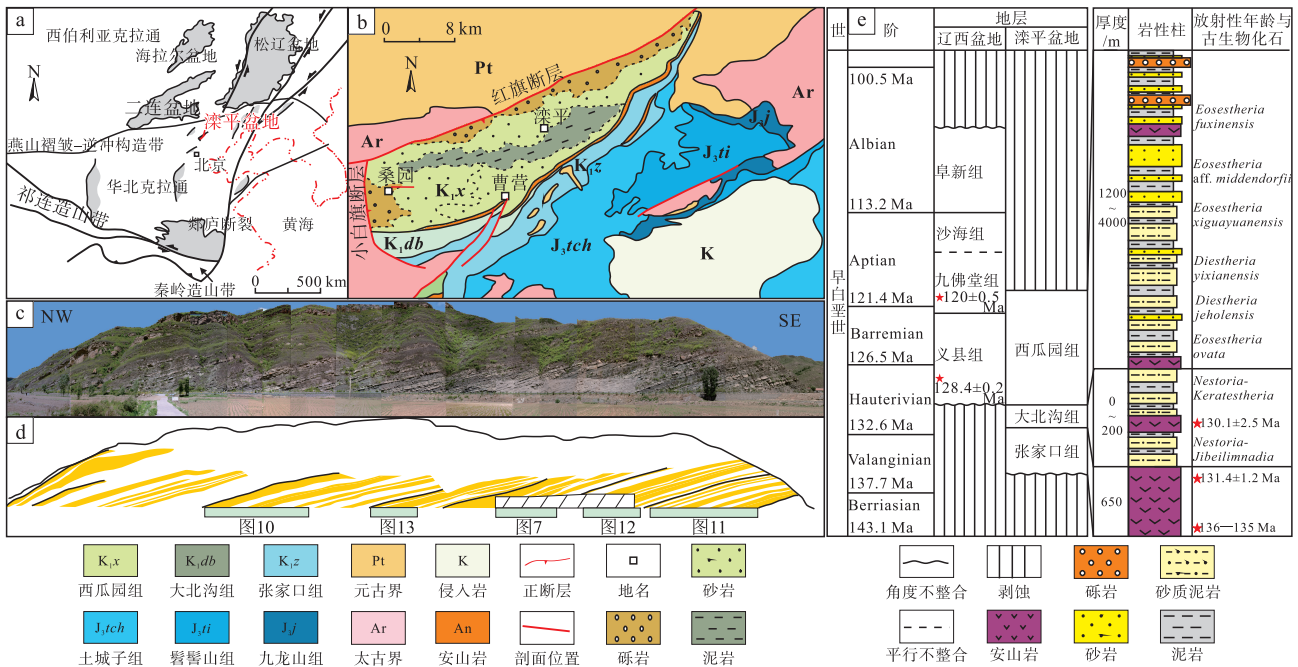 a
西伯利亚克拉通
海拉尔盆地
松辽盆地
N
二连盆地
滦平盆地
燕山褶皱-逆冲构造带
北京
华北克拉通
祁连造山带
郯庐断裂
黄海
秦岭造山带
0 500 km
b
0 8 km
N
Pt
红旗断层
Ar
Ar
滦平
J₃j
J₃ti
K₁z
桑园
K₁x
曹营
小白旗断层
K₁db
J₃tch
K
c
NW
SE
d
图10
图13
图7
图12
图11
K₁x
K₁db
K₁z
Pt
K
西瓜园组
大北沟组
张家口组
元古界
侵入岩
正断层
地名
砂岩
J₃tch
J₃ti
J₃j
Ar
An
土城子组
髫髻山组
九龙山组
太古界
安山岩
剖面位置
砾岩
泥岩
e
世
阶
地层
辽西盆地
滦平盆地
厚度
/m
岩性柱
放射性年龄与
古生物化石
早白垩世
100.5 Ma
Albian
113.2 Ma
Aptian
121.4 Ma
Barremian
126.5 Ma
Hauterivian
132.6 Ma
Valanginian
137.7 Ma
Berriasian
143.1 Ma
阜新组
沙海组
九佛堂组
120±0.5
Ma
义县组
128.4±0.2
Ma
西瓜园组
大北沟组
张家口组
1200
~
4000
0
~
200
650
Eosestheria
fuxinensis
Eosestheria
aff. middendorfii
Eosestheria
xiguayuanensis
Diestheria
yixianensis
Diestheria
jeholensis
Eosestheria
ovata
Nestoria-
Keratestheria
130.1±2.5 Ma
Nestoria-
Jibeilimnadia
131.4±1.2 Ma
136—135 Ma
角度不整合
剥蚀
砾岩
砂质泥岩
平行不整合
安山岩
砂岩
泥岩